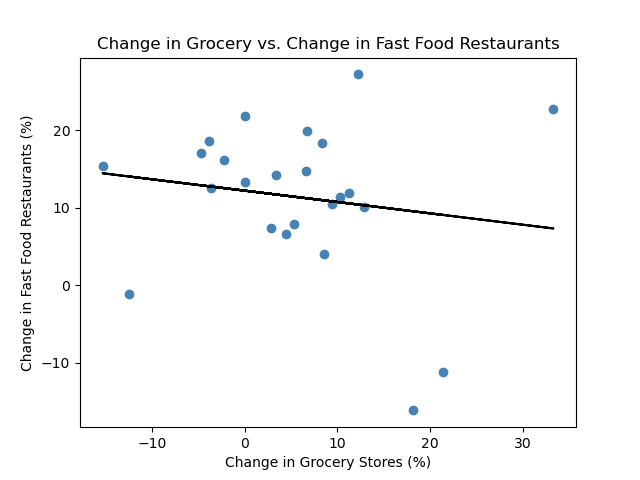 Change in Grocery vs. Change in Fast Food Restaurants
20
10
0
−10
Change in Fast Food Restaurants (%)
−10 0 10 20 30
Change in Grocery Stores (%)